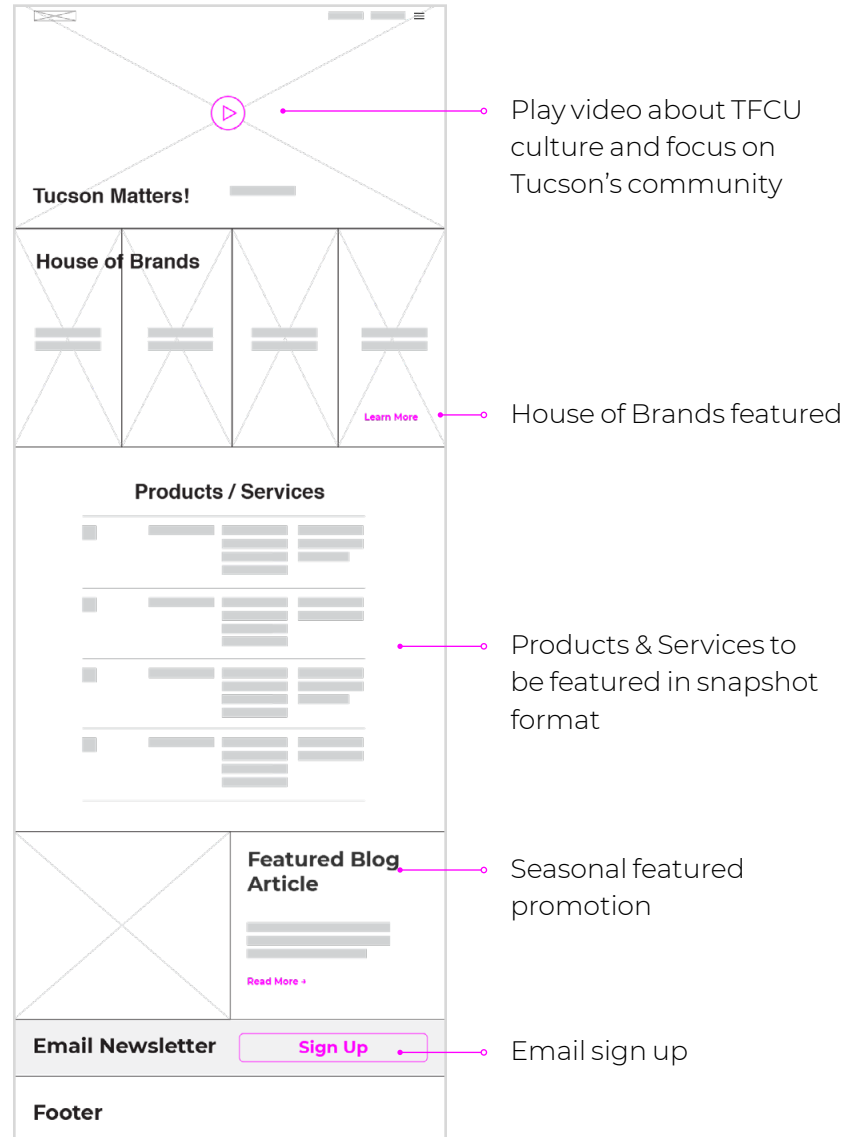 Play video about TFCU
culture and focus on
Tucson’s community
Tucson Matters!
House of Brands
Learn More
House of Brands featured
Products / Services
Products & Services to
be featured in snapshot
format
Featured Blog
Article
Seasonal featured
promotion
Read More →
Email Newsletter
Sign Up
Email sign up
Footer